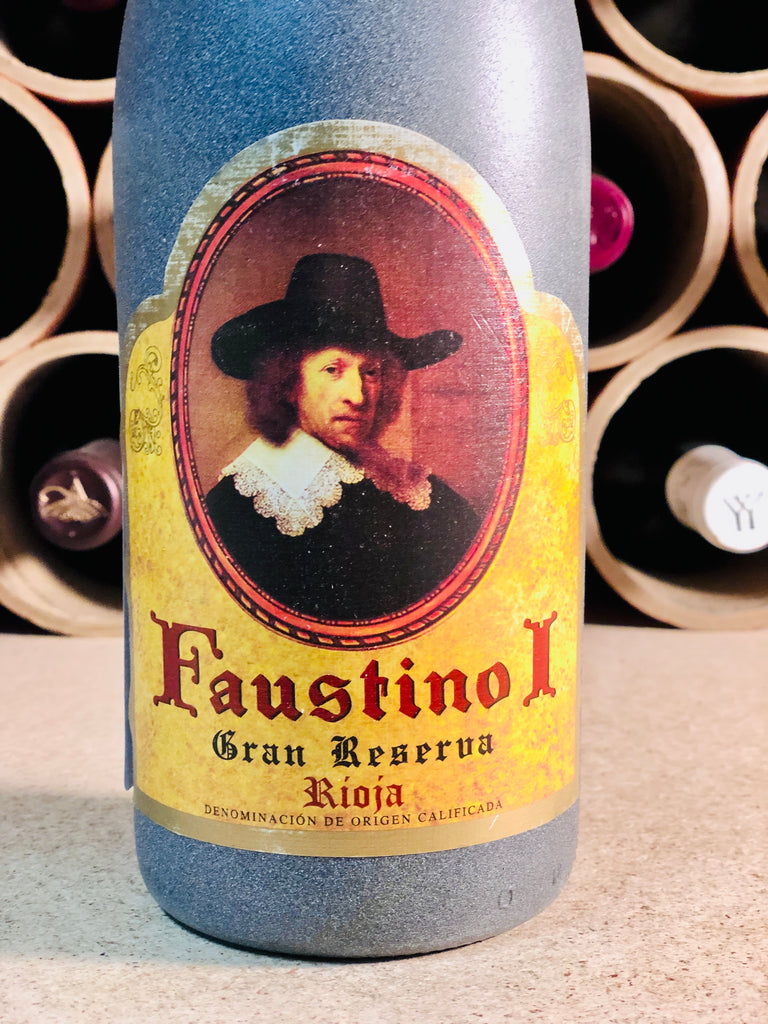 Faustino I
Gran Reserva
Rioja
DENOMINACIÓN DE ORIGEN CALIFICADA